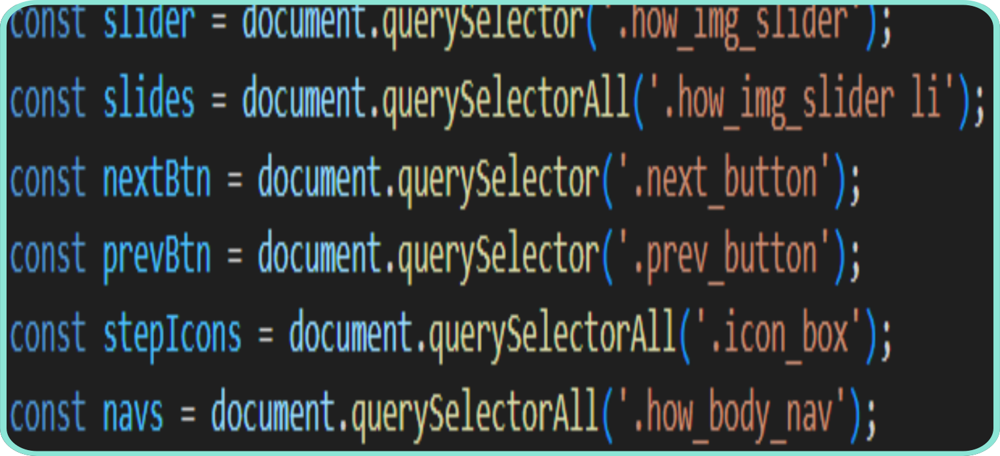 const slider = document.querySelector('.how_img_slider');
const slides = document.querySelectorAll('.how_img_slider li');
const nextBtn = document.querySelector('.next_button');
const prevBtn = document.querySelector('.prev_button');
const stepIcons = document.querySelectorAll('.icon_box');
const navs = document.querySelectorAll('.how_body_nav');